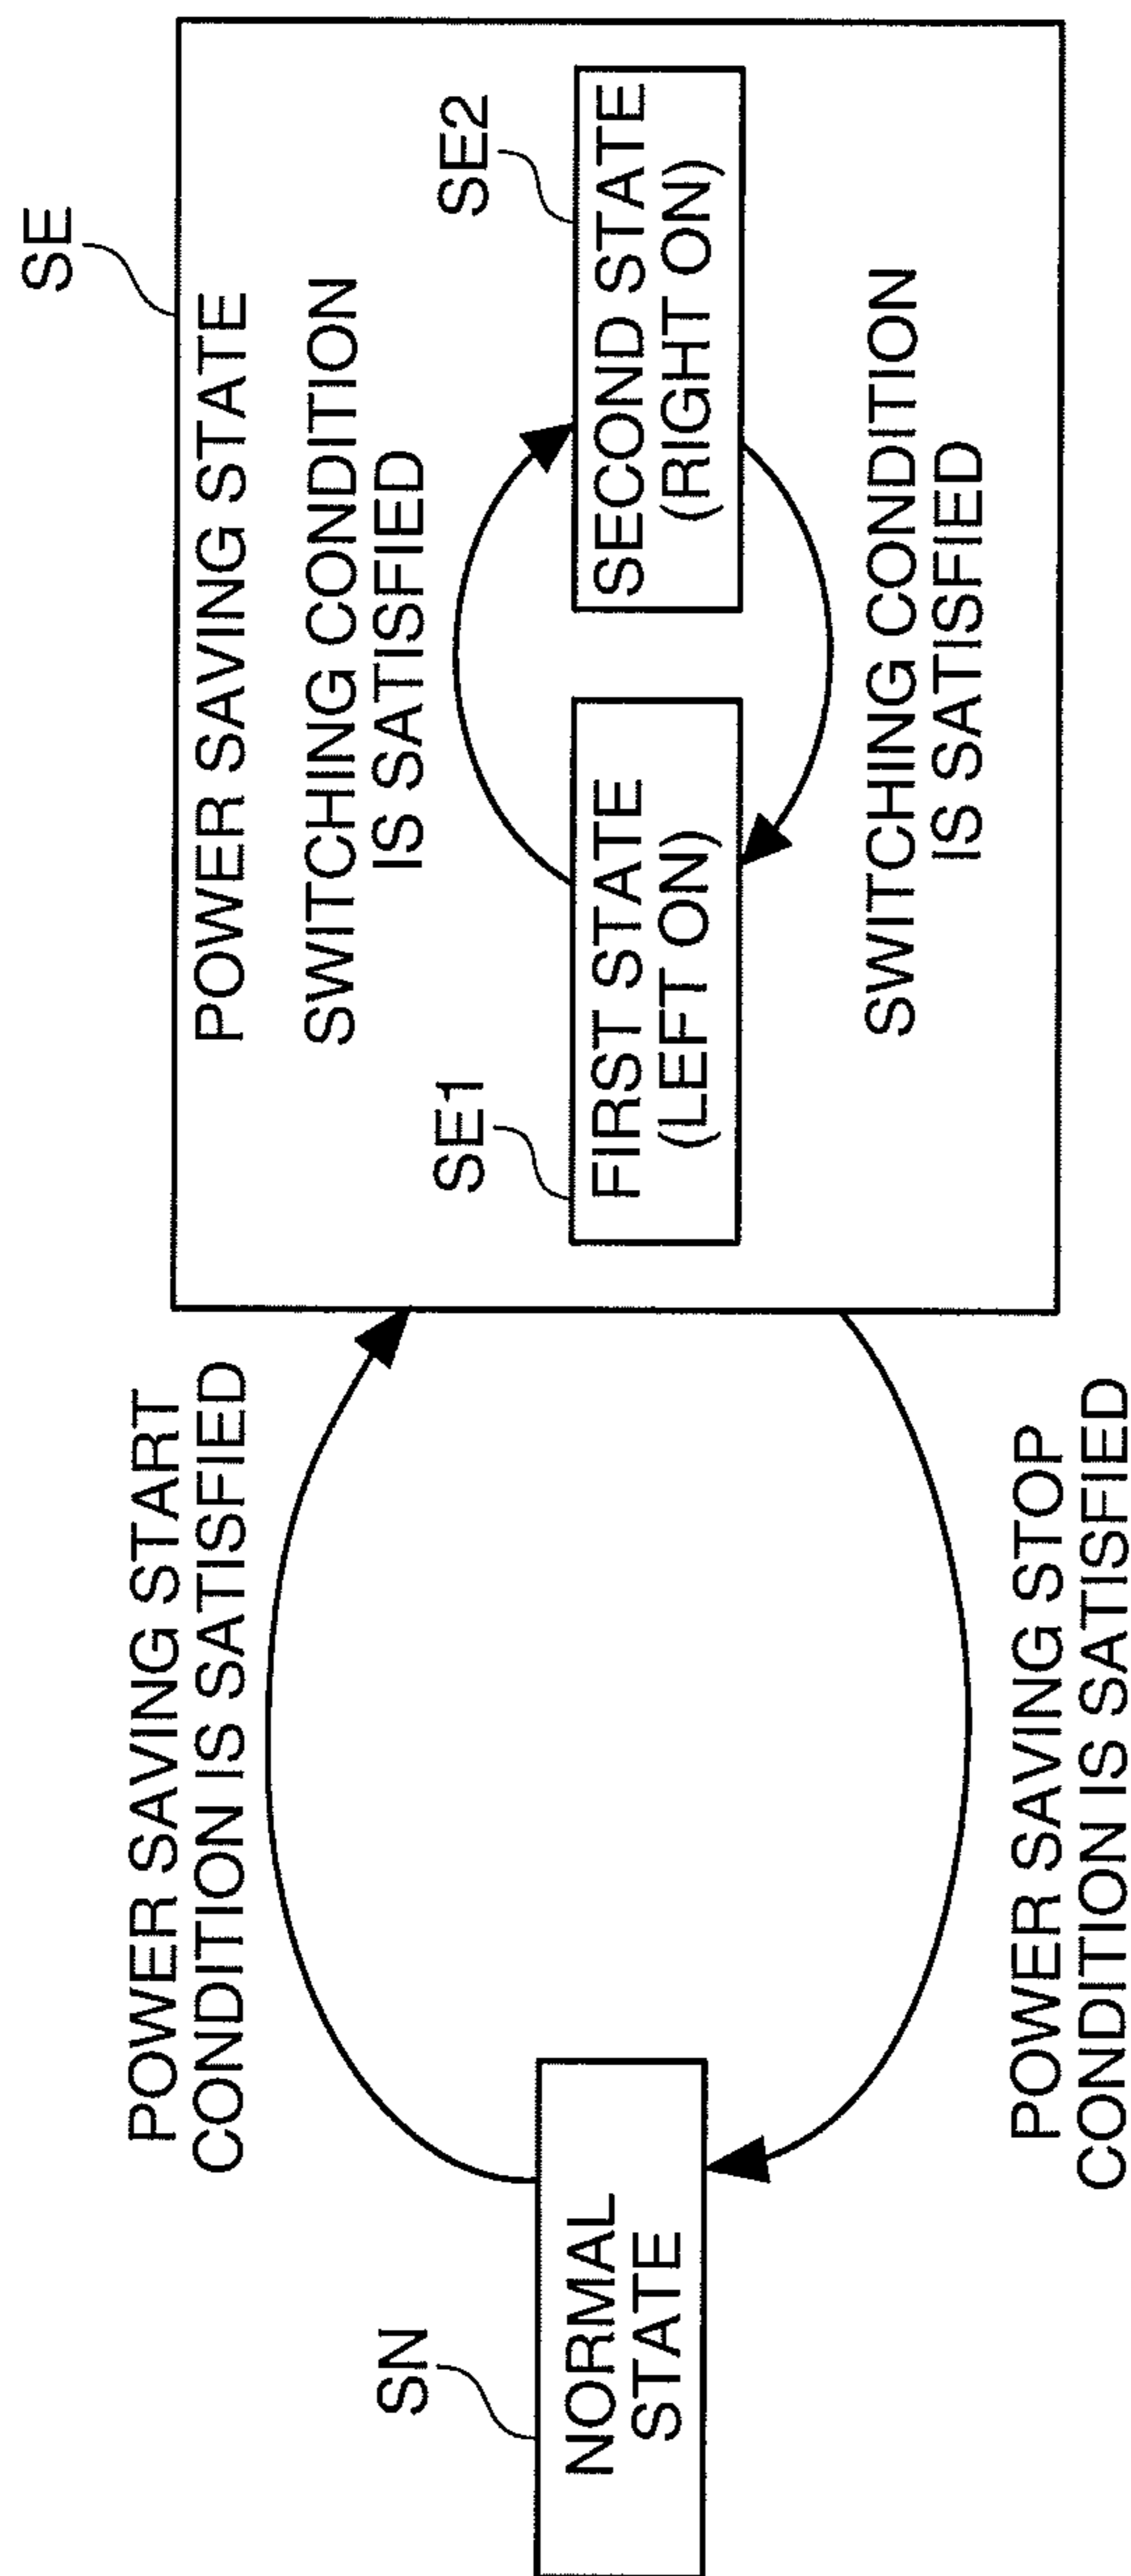 SE
POWER SAVING STATE
SWITCHING CONDITION
IS SATISFIED
SE1
SE2
FIRST STATE
(LEFT ON)
SECOND STATE
(RIGHT ON)
SWITCHING CONDITION
IS SATISFIED
POWER SAVING START
CONDITION IS SATISFIED
SN
NORMAL
STATE
POWER SAVING STOP
CONDITION IS SATISFIED